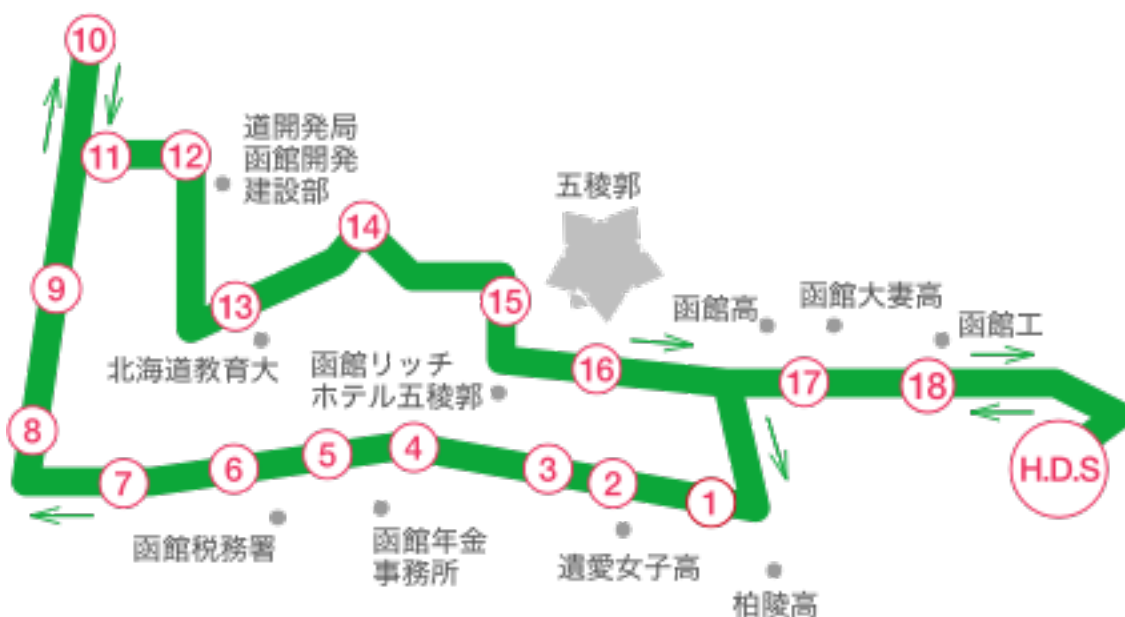 10
道開発局
函館開発
建設部
11
12
五稜郭
14
9
13
15
函館高
函館大妻高
函館工
北海道教育大
函館リッチ
ホテル五稜郭
16
17
18
8
7
6
5
4
3
2
1
H.D.S
函館税務署
函館年金
事務所
遺愛女子高
柏陵高